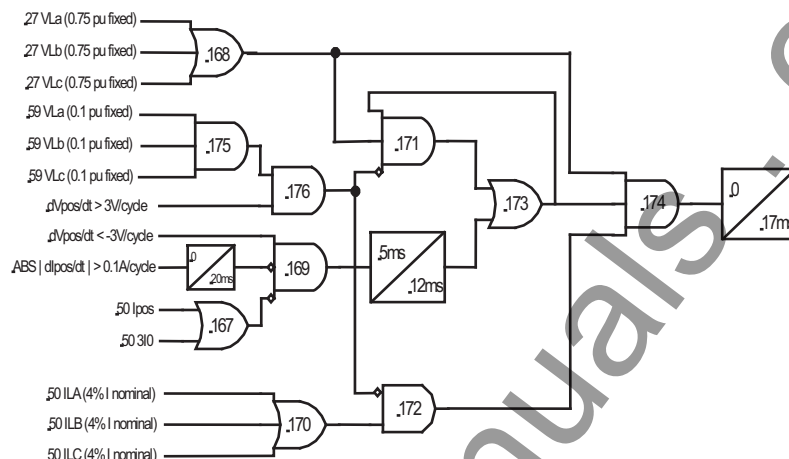 .27 VLa (0.75 pu fixed)
.27 VLb (0.75 pu fixed)
.27 VLc (0.75 pu fixed)
.168
.59 VLa (0.1 pu fixed)
.59 VLb (0.1 pu fixed)
.59 VLc (0.1 pu fixed)
.175
.171
.176
.dVpos/dt > 3V/cycle
.173
.174
.0
.17ms
.dVpos/dt < -3V/cycle
.ABS | dIpos/dt | > 0.1A/cycle
.0
.20ms
.169
.5ms
.12ms
.50 Ipos
.50 3I0
.167
.50 ILA (4% I nominal)
.50 ILB (4% I nominal)
.50 ILC (4% I nominal)
.170
.172
nuals.